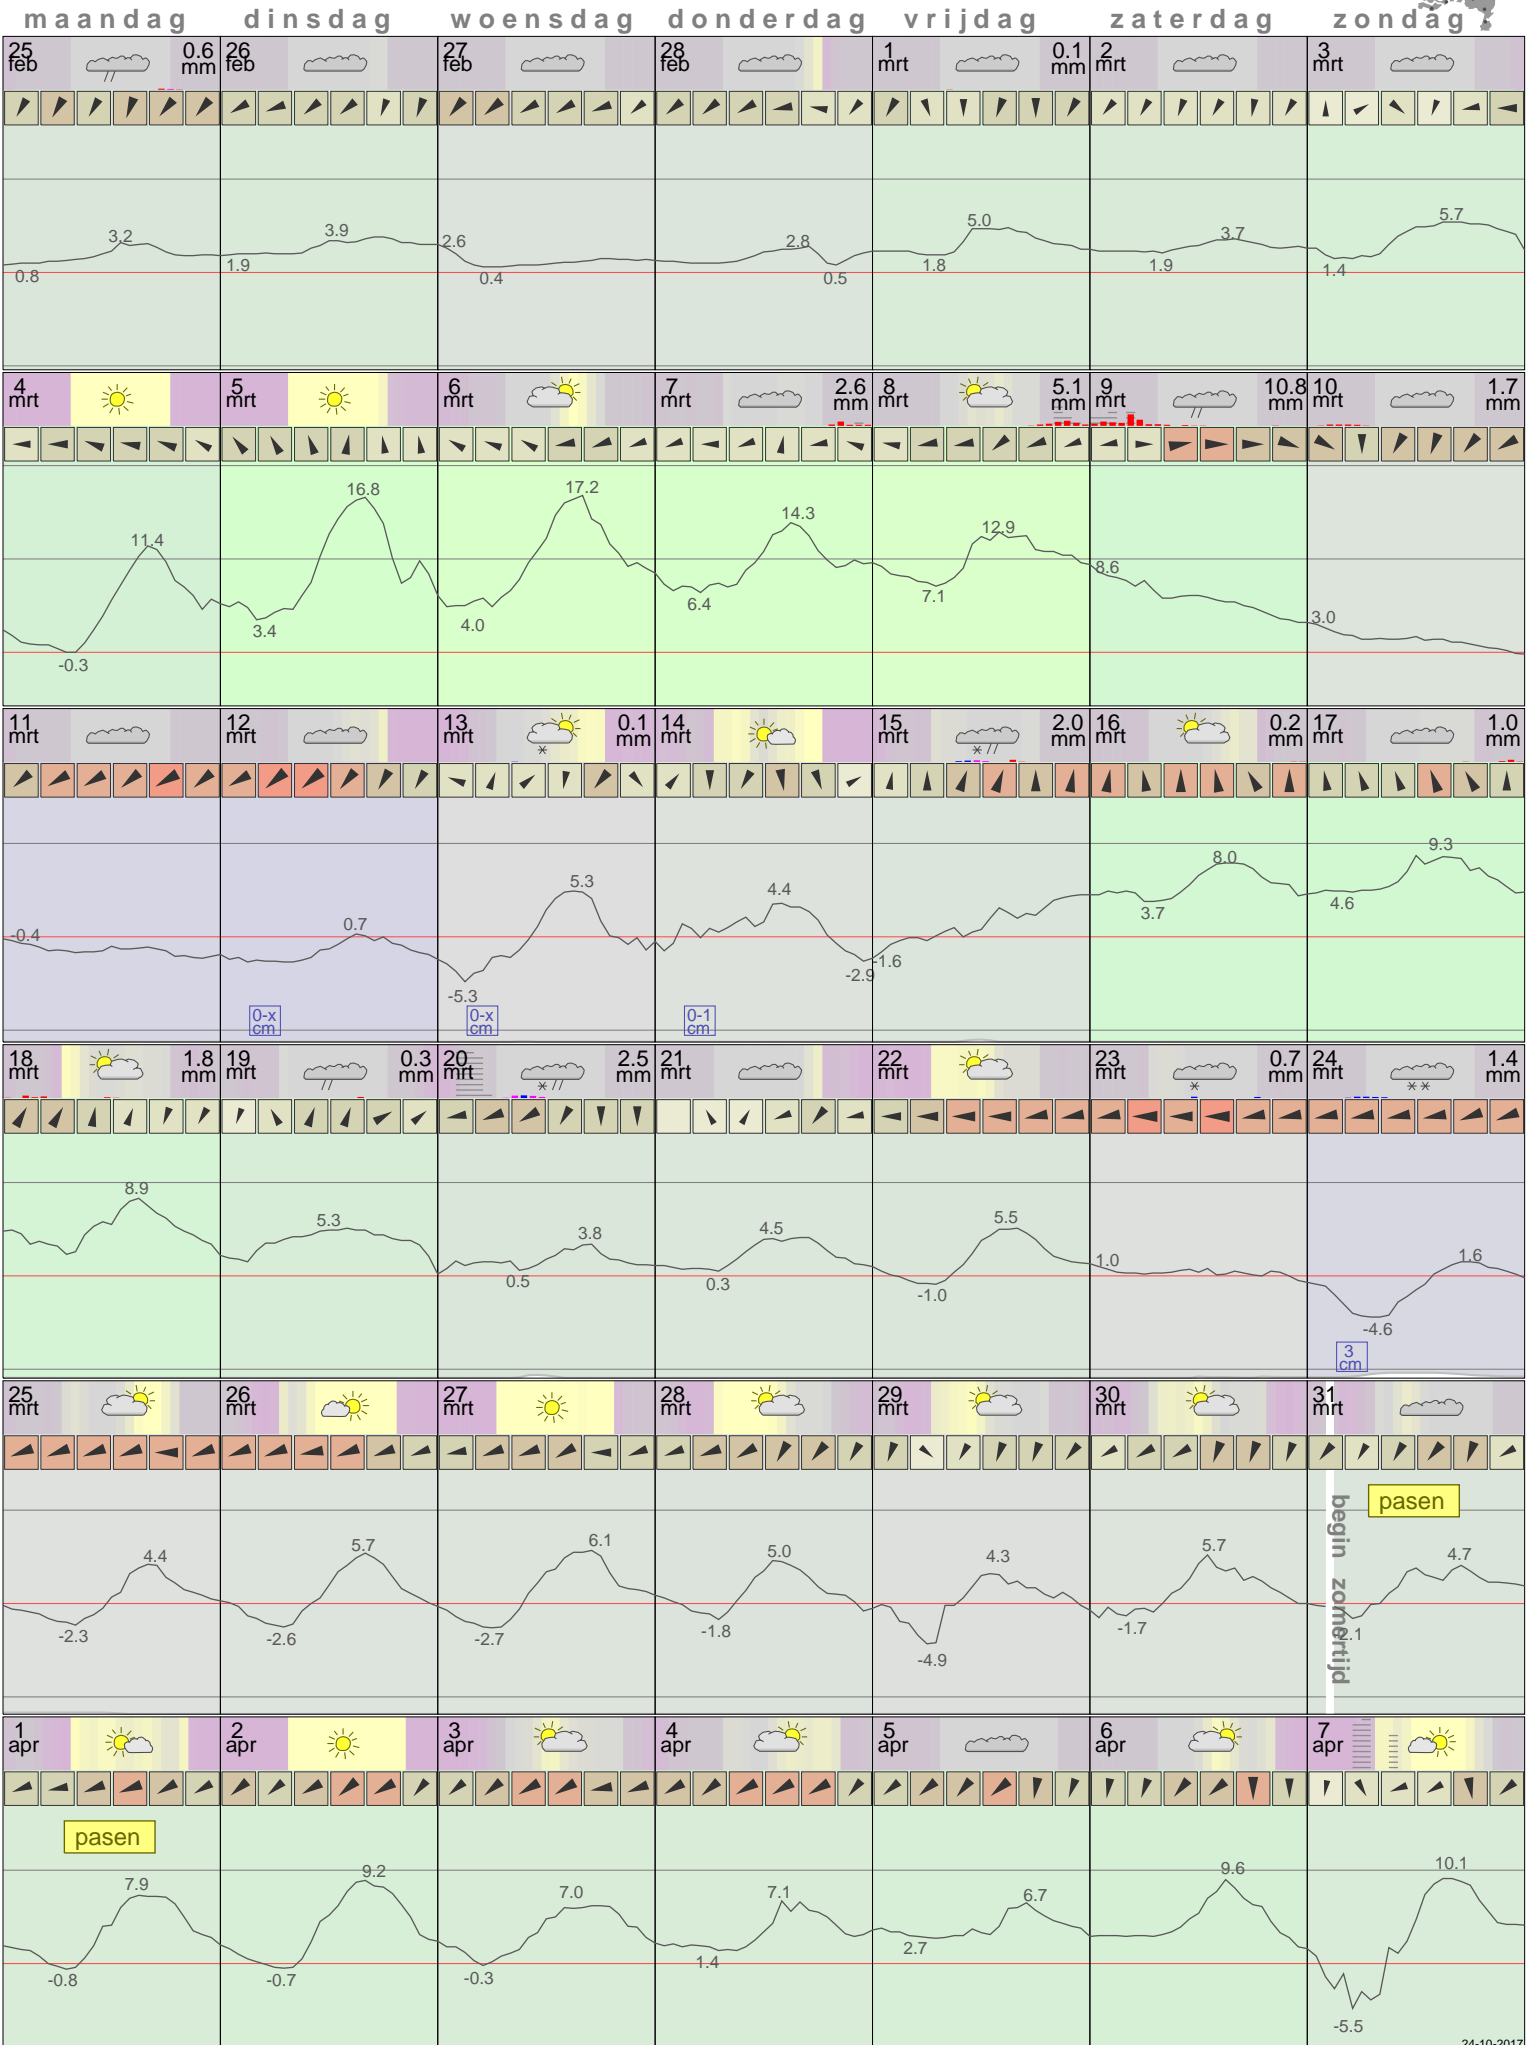 maandag dinsdag woensdag donderdag vrijdag zaterdag zondag
25 feb 0.6 mm 26 feb 27 feb 28 feb 1 mrt 0.1 mm 2 mrt 3 mrt
3.2 3.9 2.6 2.8 5.0 3.7 5.7
0.8 1.9 0.4 0.5 1.8 1.9 1.4
4 mrt 5 mrt 6 mrt 7 mrt 2.6 mm 8 mrt 5.1 mm 9 mrt 10.8 mm 10 mrt 1.7 mm
11.4 16.8 17.2 14.3 12.9 8.6 3.0
-0.3 3.4 4.0 6.4 7.1
11 mrt 12 mrt 13 mrt 0.1 mm 14 mrt 15 mrt 2.0 mm 16 mrt 0.2 mm 17 mrt 1.0 mm
-0.4 0.7 5.3 4.4 -1.6 8.0 9.3
-5.3 -2.9 3.7 4.6
0-x cm 0-x cm 0-1 cm
18 mrt 1.8 mm 19 mrt 0.3 mm 20 mrt 2.5 mm 21 mrt 22 mrt 23 mrt 0.7 mm 24 mrt 1.4 mm
8.9 5.3 3.8 4.5 5.5 1.0 1.6
0.5 0.3 -1.0 -4.6
3 cm
25 mrt 26 mrt 27 mrt 28 mrt 29 mrt 30 mrt 31 mrt
pasen
begin zomertijd
4.4 5.7 6.1 5.0 4.3 5.7 4.7
-2.3 -2.6 -2.7 -1.8 -4.9 -1.7 -2.1
1 apr 2 apr 3 apr 4 apr 5 apr 6 apr 7 apr
pasen
7.9 9.2 7.0 7.1 6.7 9.6 10.1
-0.8 -0.7 -0.3 1.4 2.7 -5.5
24-10-2017